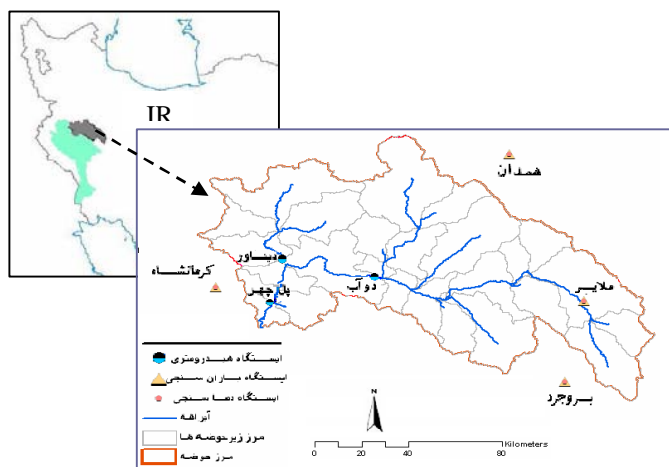 IR
همدان
دیناور
کرمانشاه
دو آب
پل چهر
ملایر
بروجرد
ایستگاه هیدرومتری
ایستگاه باران سنجی
ایستگاه دما سنجی
آبراهه
مرز زیرحوضه ها
مرز حوضه
N
Kilometers
0 10 20 40 80